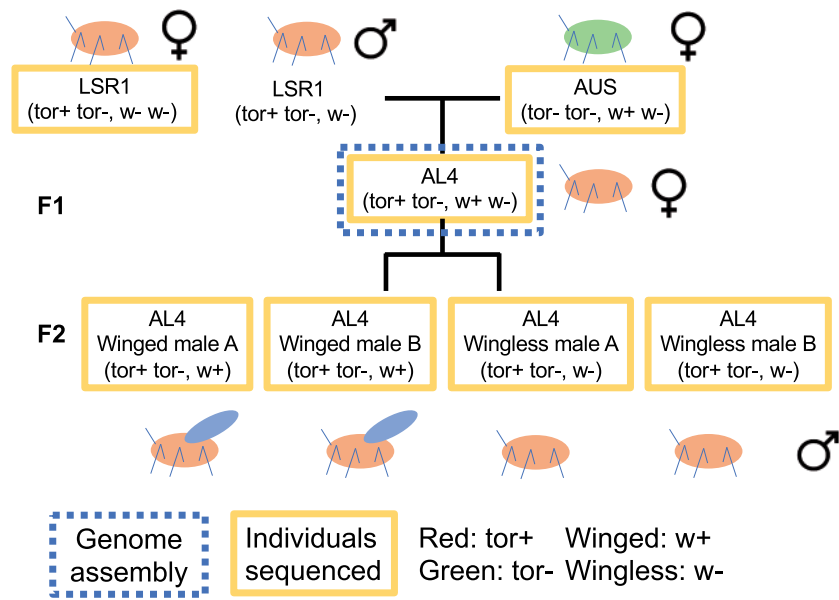 LSR1
(tor+ tor-, w- w-)
LSR1
(tor+ tor-, w-)
AUS
(tor- tor-, w+ w-)
F1
AL4
(tor+ tor-, w+ w-)
F2
AL4
Winged male A
(tor+ tor-, w+)
AL4
Winged male B
(tor+ tor-, w+)
AL4
Wingless male A
(tor+ tor-, w-)
AL4
Wingless male B
(tor+ tor-, w-)
Genome
assembly
Individuals
sequenced
Red: tor+
Green: tor-
Winged: w+
Wingless: w-